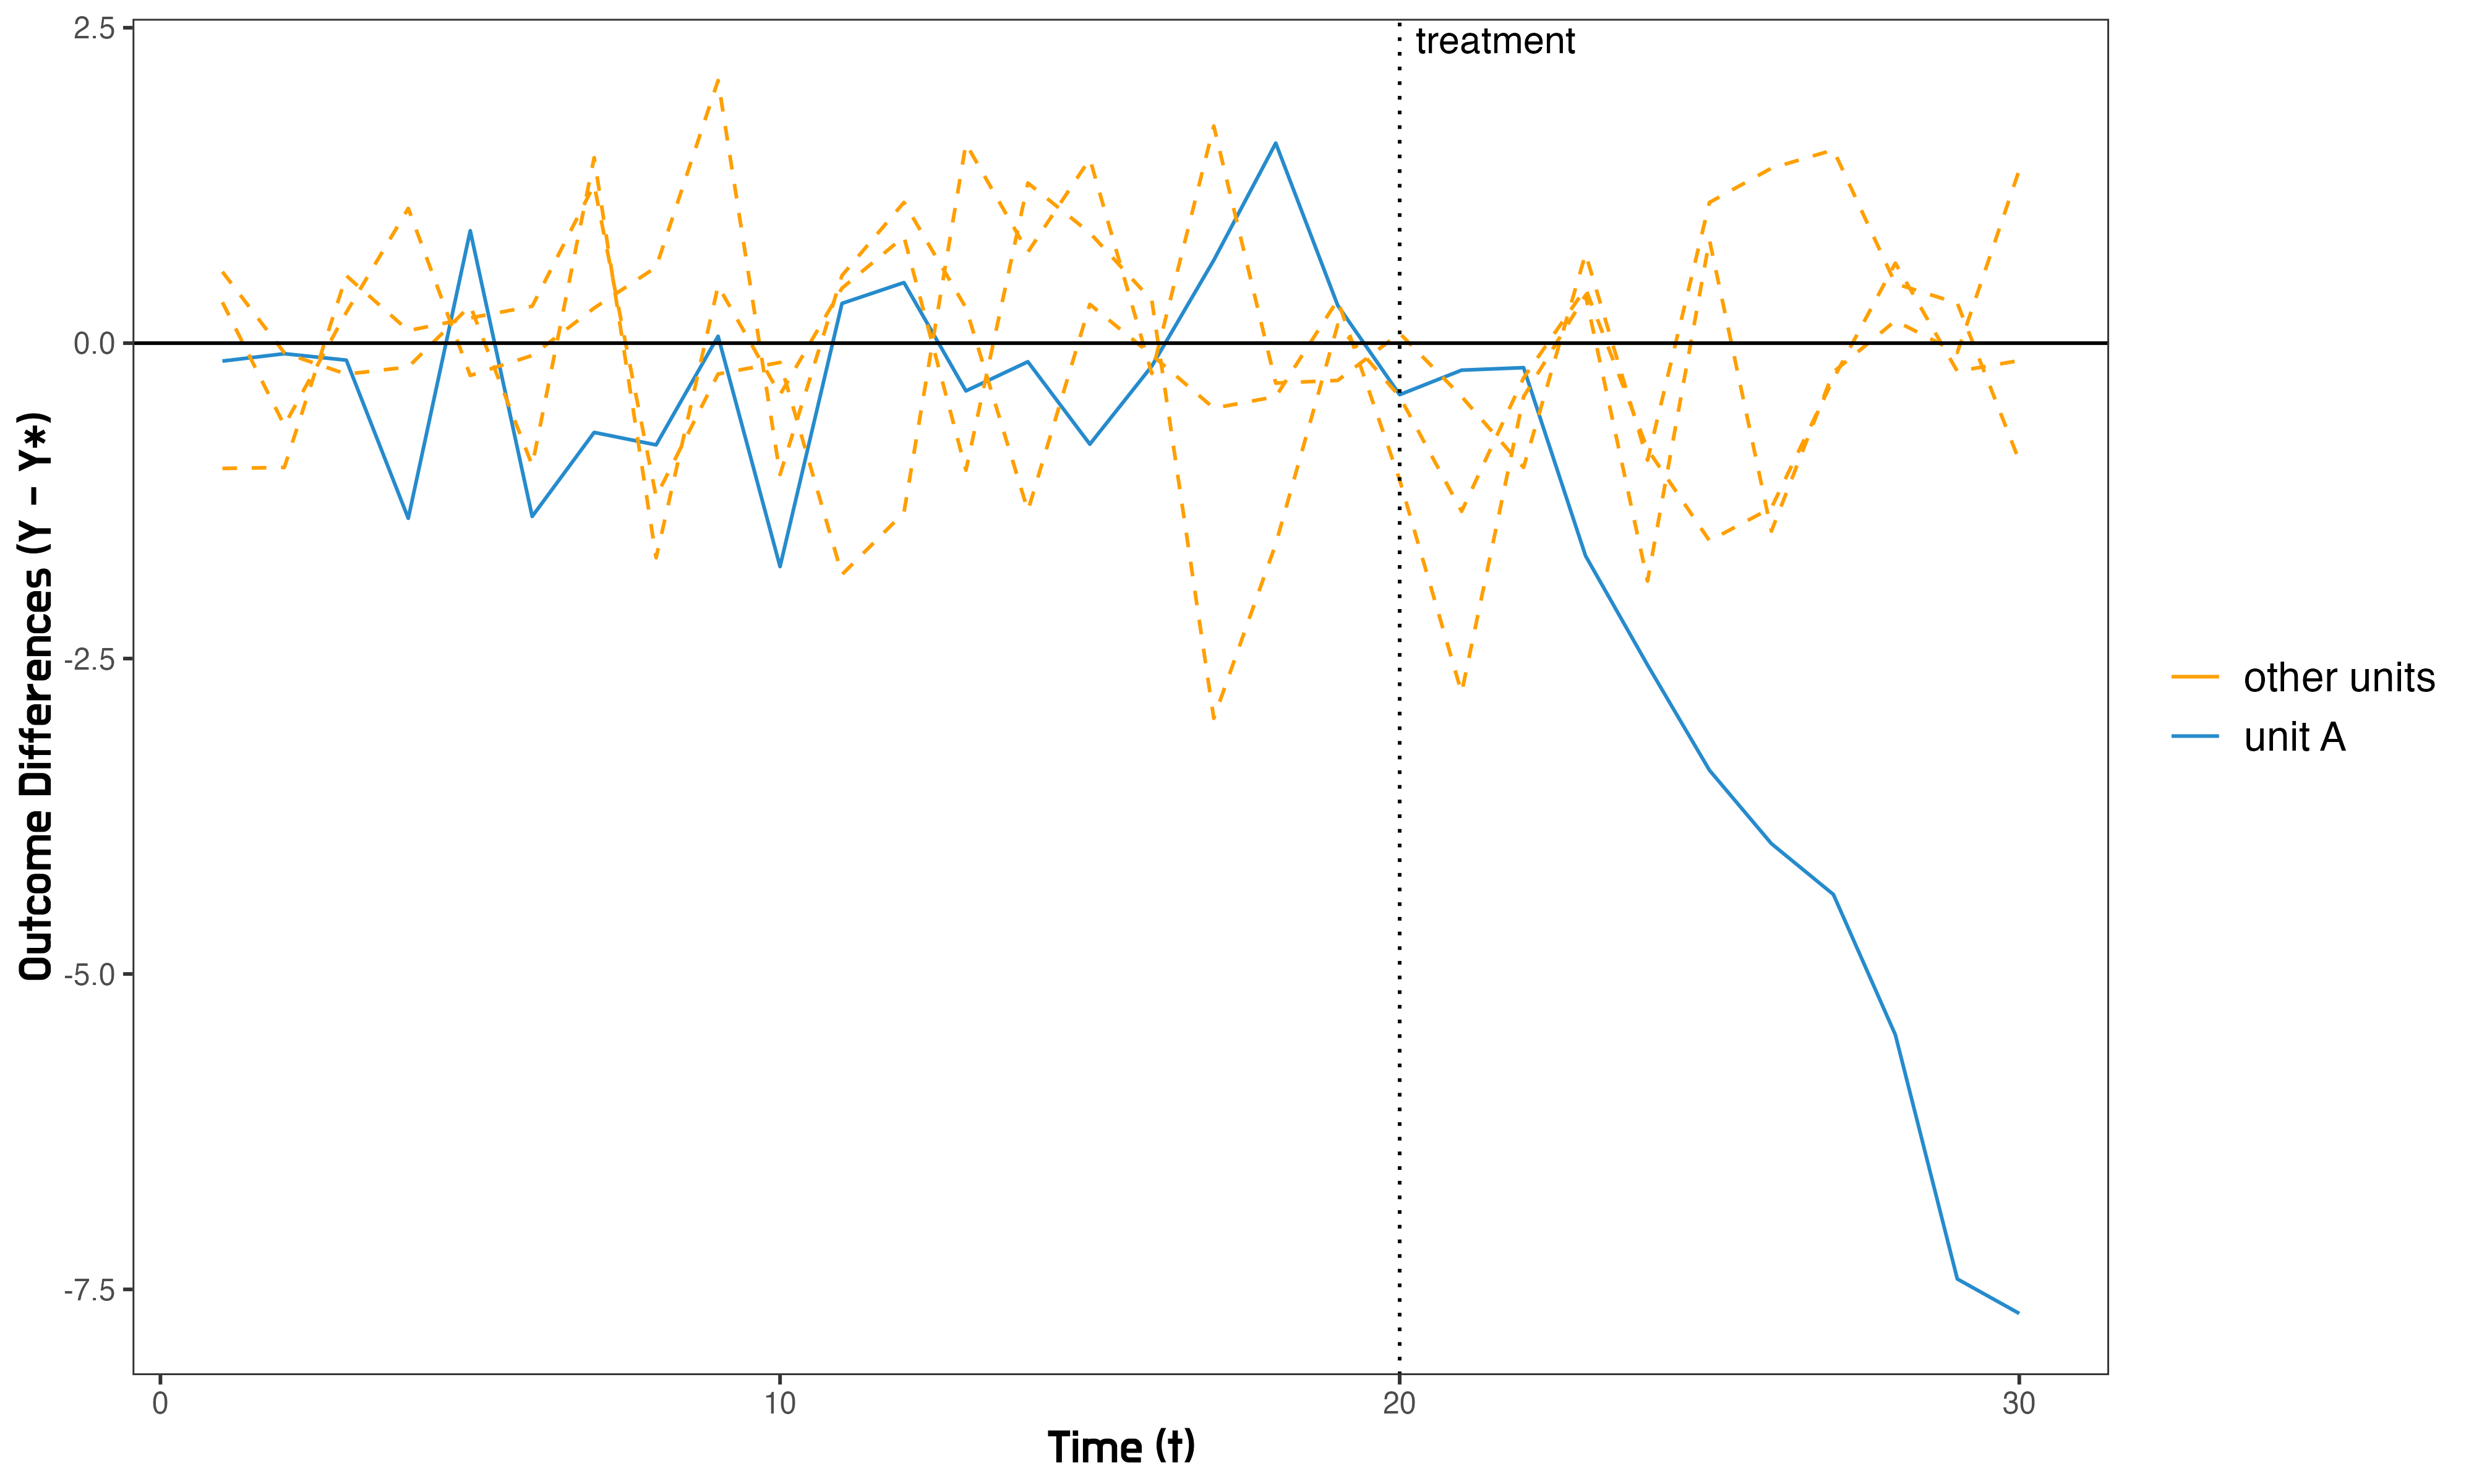 treatment
2.5
0.0
-2.5
-5.0
-7.5
Outcome Differences (Y - Y*)
0
10
20
30
Time (t)
other units
unit A